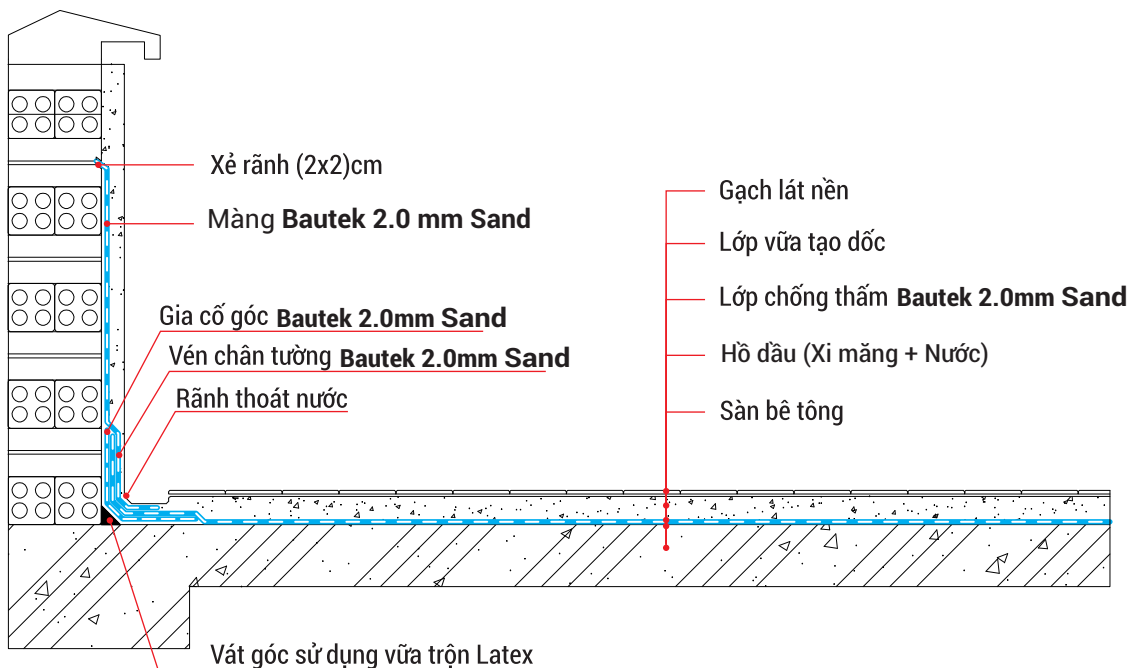 Xẻ rãnh (2x2)cm
Màng Bautek 2.0 mm Sand
Gia cố góc Bautek 2.0mm Sand
Vén chân tường Bautek 2.0mm Sand
Rãnh thoát nước
Gạch lát nền
Lớp vữa tạo dốc
Lớp chống thấm Bautek 2.0mm Sand
Hồ dầu (Xi măng + Nước)
Sàn bê tông
Vát góc sử dụng vữa trộn Latex